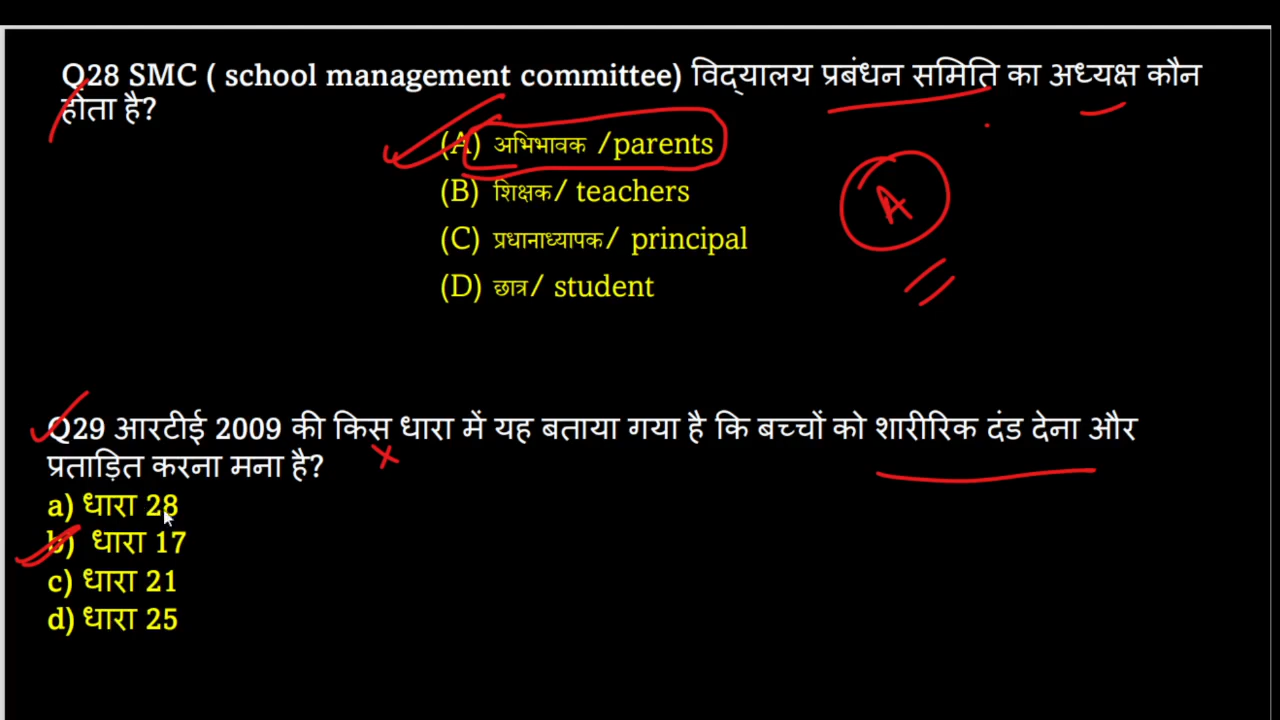 Q28 SMC ( school management committee) विद्यालय प्रबंधन समिति का अध्यक्ष कौन
होता है?
(A) अभिभावक /parents
(B) शिक्षक/ teachers
A
(C) प्रधानाध्यापक/ principal
(D) छात्र/ student
Q29 आरटीई 2009 की किस धारा में यह बताया गया है कि बच्चों को शारीरिक दंड देना और
प्रताड़ित करना मना है?
a) धारा 28
b) धारा 17
c) धारा 21
d) धारा 25